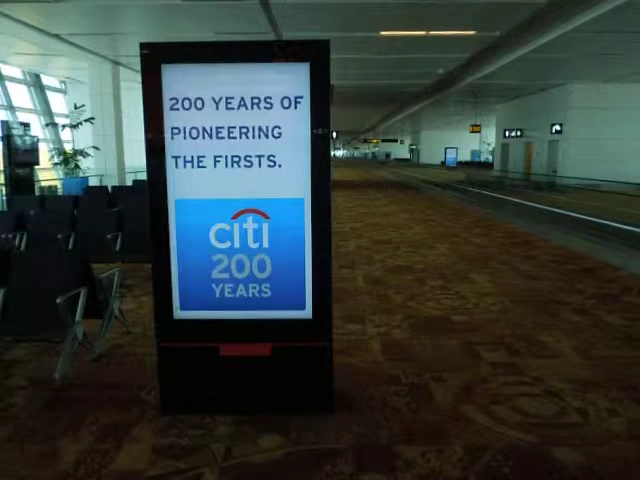 200 YEARS OF
PIONEERING
THE FIRSTS.
citi
200
YEARS